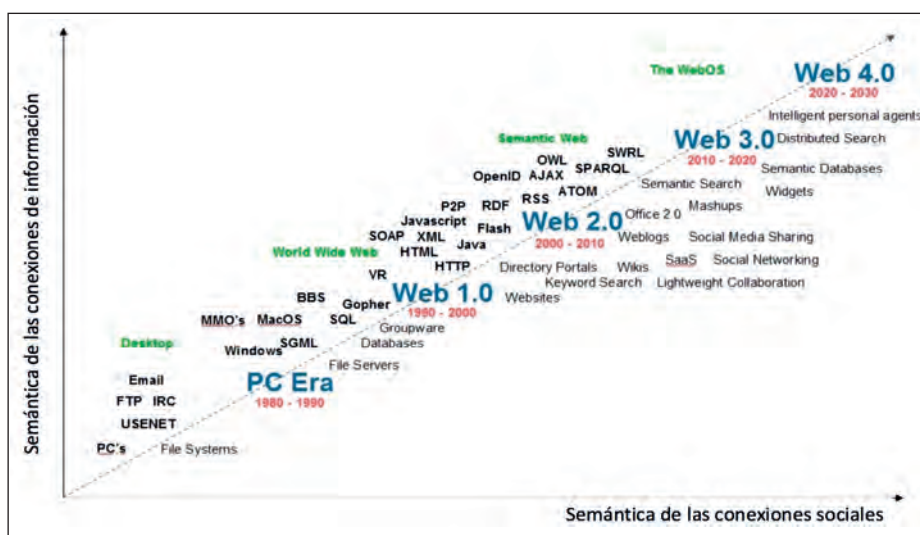 Semántica de las conexiones de información
The WebOS
Web 4.0
2020 - 2030
Intelligent personal agents
Semantic Web
Web 3.0
Distributed Search
2010 - 2020
SWRL
OWL
SPARQL
Semantic Databases
OpenID
AJAX
Semantic Search
Widgets
ATOM
RSS
P2P
RDF
Mashups
Office 2.0
Javascript
Flash
Web 2.0
2000 - 2010
SOAP
XML
Java
Weblogs
Social Media Sharing
World Wide Web
HTML
HTTP
SaaS
Social Networking
Directory Portals
Wikis
VR
Keyword Search
Lightweight Collaboration
BBS
Gopher
Web 1.0
Websites
1990 - 2000
MMO's
MacOS
SQL
Groupware
Desktop
Windows
SGML
Databases
File Servers
Email
PC Era
1980 - 1990
FTP
IRC
USENET
PC's
File Systems
Semántica de las conexiones sociales